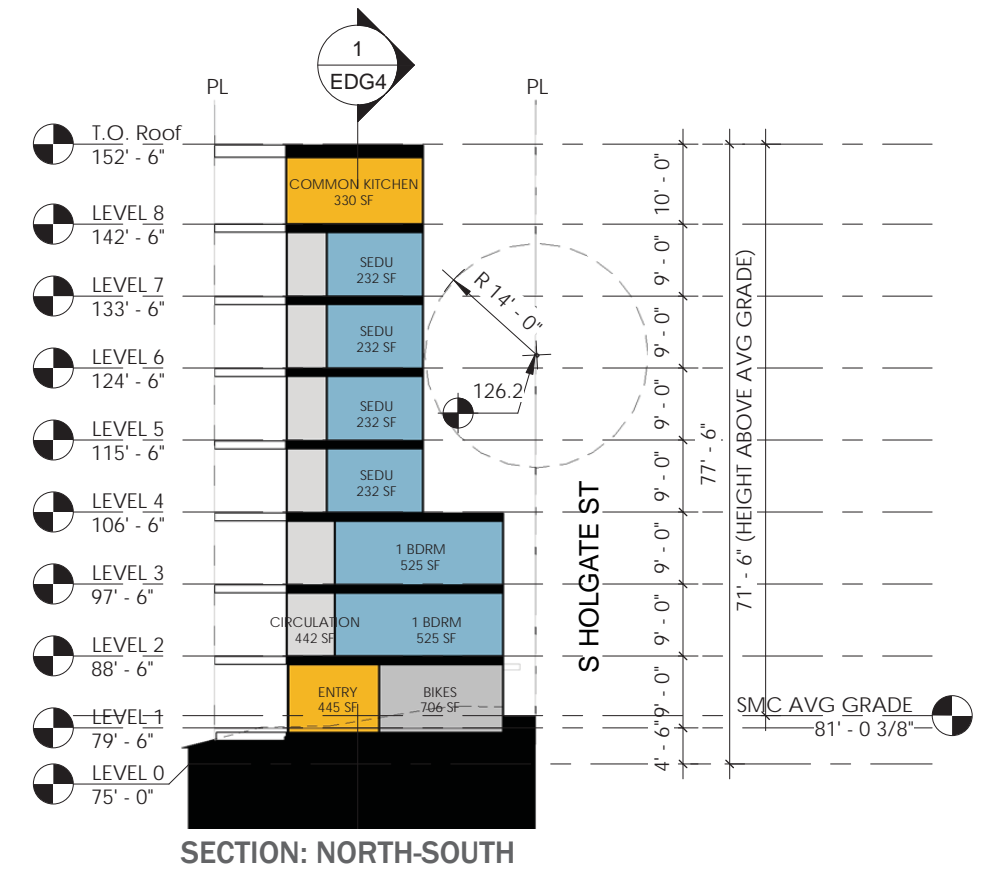 1
EDG4
PL
PL
T.O. Roof
152' - 6"
LEVEL 8
142' - 6"
LEVEL 7
133' - 6"
LEVEL 6
124' - 6"
LEVEL 5
115' - 6"
LEVEL 4
106' - 6"
LEVEL 3
97' - 6"
LEVEL 2
88' - 6"
LEVEL 1
79' - 6"
LEVEL 0
75' - 0"
COMMON KITCHEN
330 SF
SEDU
232 SF
SEDU
232 SF
SEDU
232 SF
SEDU
232 SF
1 BDRM
525 SF
CIRCULATION
442 SF
1 BDRM
525 SF
ENTRY
445 SF
BIKES
706 SF
R 14' - 0"
126.2
S HOLGATE ST
10' - 0"
9' - 0"
9' - 0"
9' - 0"
9' - 0"
9' - 0"
9' - 0"
9' - 0"
4' - 6"
77' - 6"
71' - 6" (HEIGHT ABOVE AVG GRADE)
SMC AVG GRADE
81' - 0 3/8"
SECTION: NORTH-SOUTH